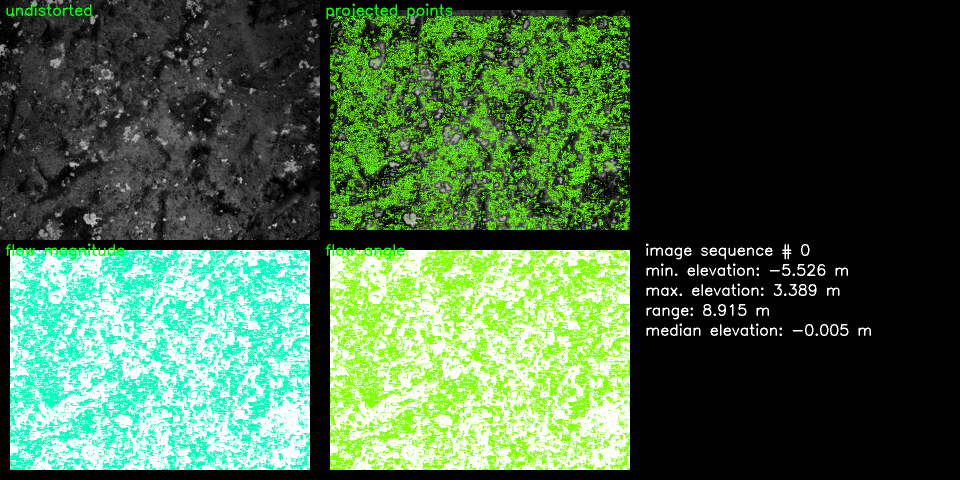 undistorted
projected points
flow magnitude
flow angle
image sequence # 0
min. elevation: −5.526 m
max. elevation: 3.389 m
range: 8.915 m
median elevation: −0.005 m